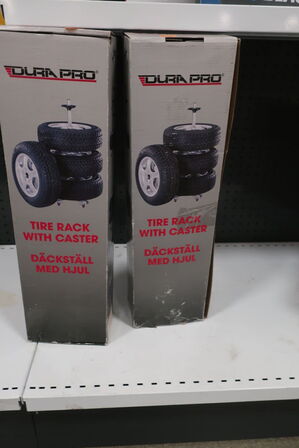 DURA PRO
TIRE RACK
WITH CASTER
DÄCKSTÄLL
MED HJUL
DURA PRO
TIRE RACK
WITH CASTER
DÄCKSTÄLL
MED HJUL